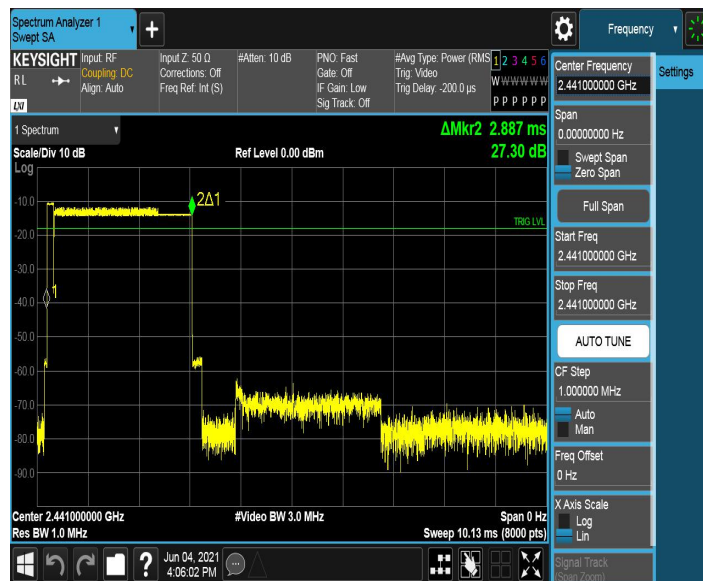 Spectrum Analyzer 1
Swept SA
+
Frequency
KEYSIGHT
RL
LXI
Input: RF
Coupling: DC
Align: Auto
Input Z: 50 Ω
Corrections: Off
Freq Ref: Int (S)
#Atten: 10 dB
PNO: Fast
Gate: Off
IF Gain: Low
Sig Track: Off
#Avg Type: Power (RMS
Trig: Video
Trig Delay: -200.0 µs
1 2 3 4 5 6
W W W W W W
P P P P P P
Settings
Center Frequency
2.441000000 GHz
Span
0.00000000 Hz
Swept Span
Zero Span
Full Span
Start Freq
2.441000000 GHz
Stop Freq
2.441000000 GHz
AUTO TUNE
CF Step
1.000000 MHz
Auto
Man
Freq Offset
0 Hz
X Axis Scale
Log
Lin
Signal Track
(Span Zoom)
1 Spectrum
ΔMkr2 2.887 ms
27.30 dB
Scale/Div 10 dB
Ref Level 0.00 dBm
Log
-10.0
2Δ1
TRIG LVL
-20.0
-30.0
1
-40.0
-50.0
-60.0
-70.0
-80.0
-90.0
Center 2.441000000 GHz
#Video BW 3.0 MHz
Span 0 Hz
Res BW 1.0 MHz
Sweep 10.13 ms (8000 pts)
?
Jun 04, 2021
4:06:02 PM